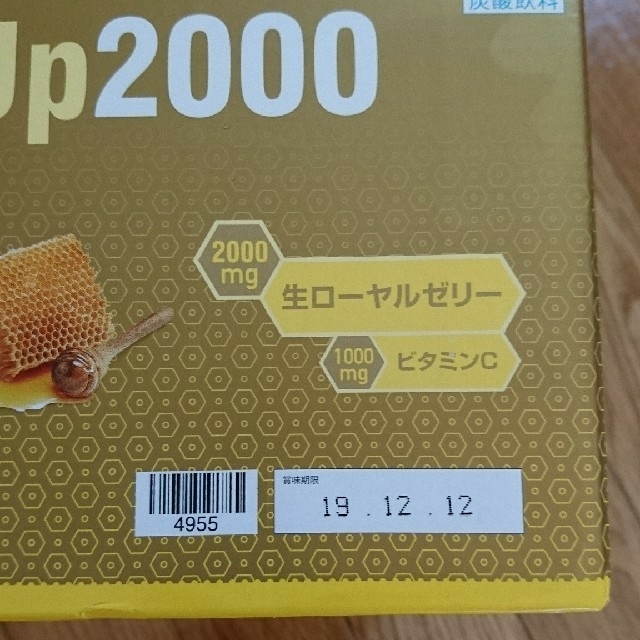 炭酸飲料
Up2000
2000
mg
生ローヤルゼリー
1000
mg
ビタミンC
賞味期限
19.12.12
4955